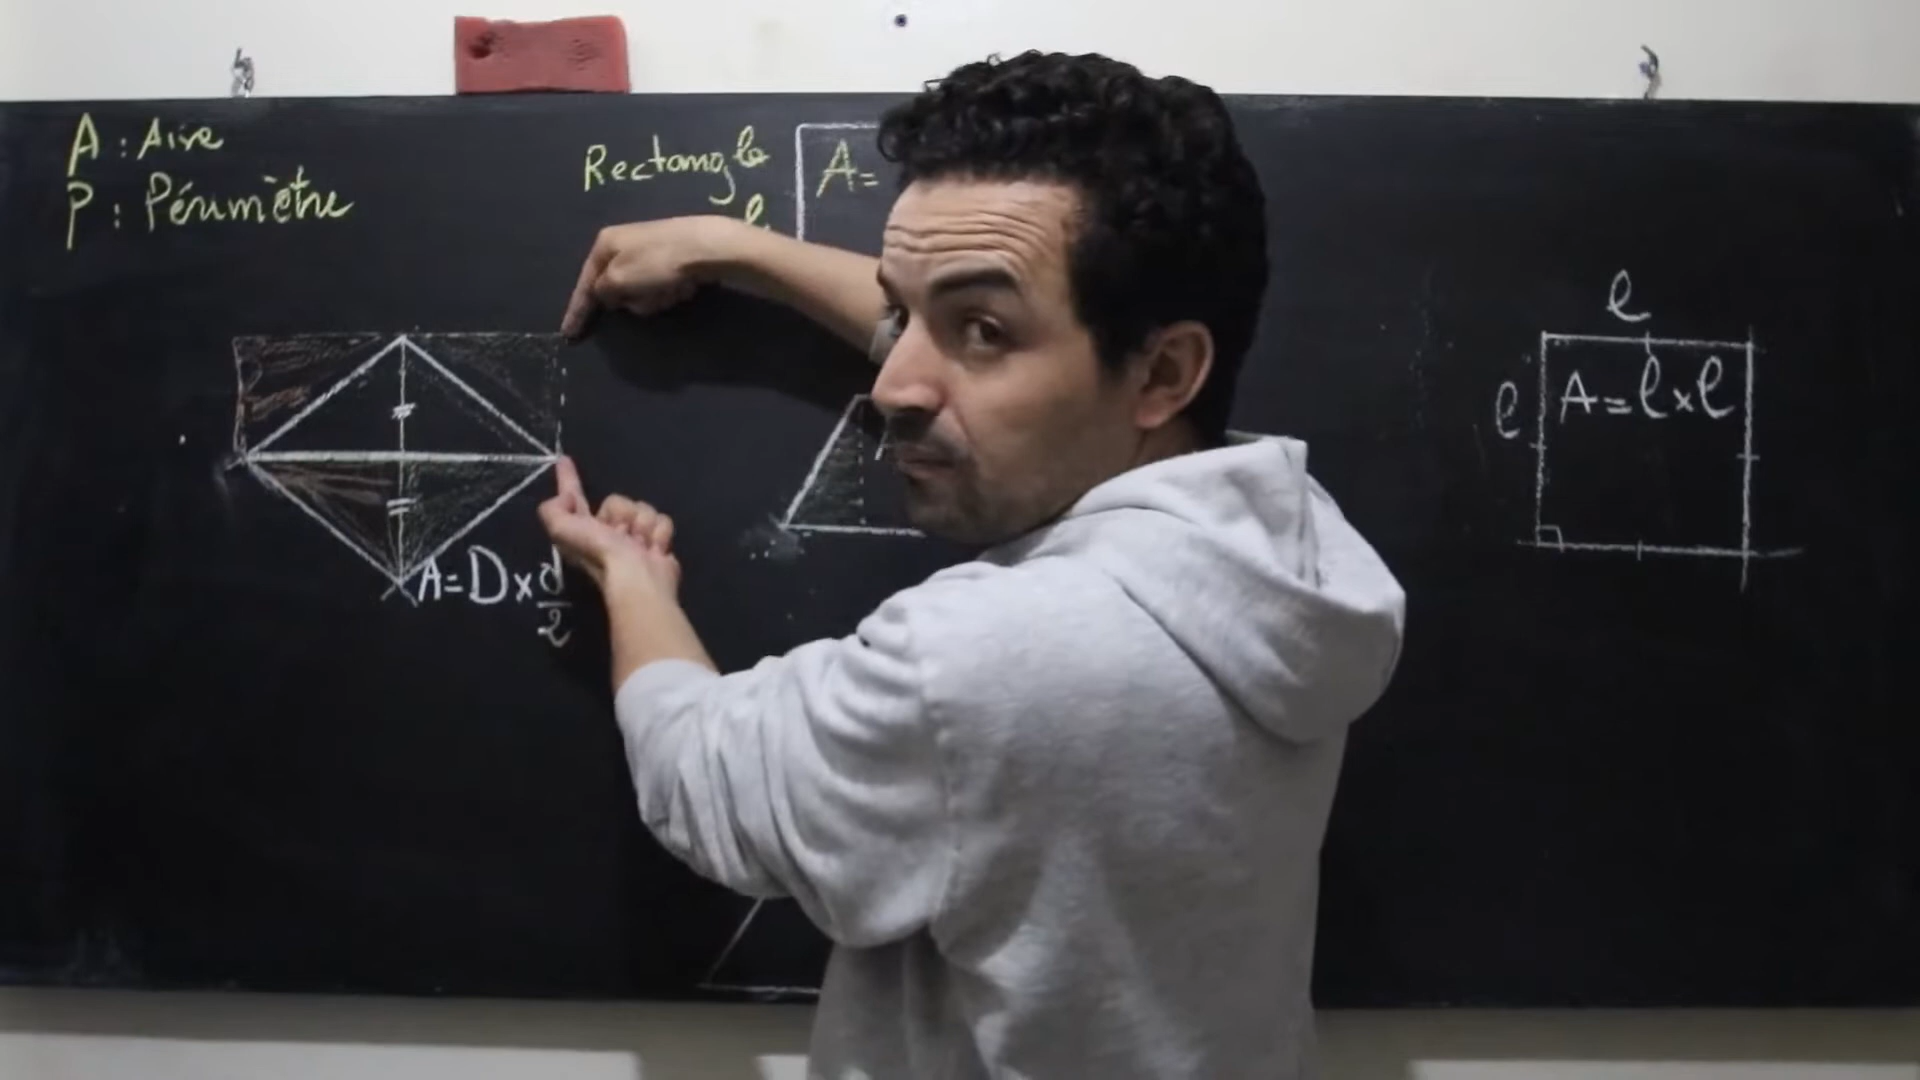 A : Aire
P : Périmètre
Rectangle
A=
l
A=D×d/2
l
l
A=l×l